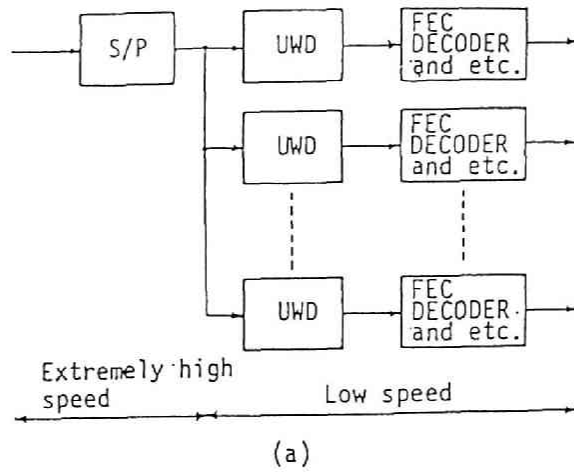 S/P
UWD
FEC
DECODER
and etc.
UWD
FEC
DECODER
and etc.
UWD
FEC
DECODER
and etc.
Extremely high
speed
Low speed
(a)